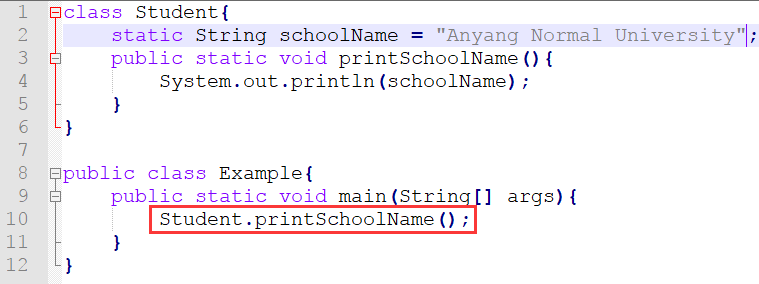 1 class Student{
2 static String schoolName = "Anyang Normal University";
3 public static void printSchoolName(){
4 System.out.println(schoolName);
5 }
6 }
7
8 public class Example{
9 public static void main(String[] args){
10 Student.printSchoolName();
11 }
12 }